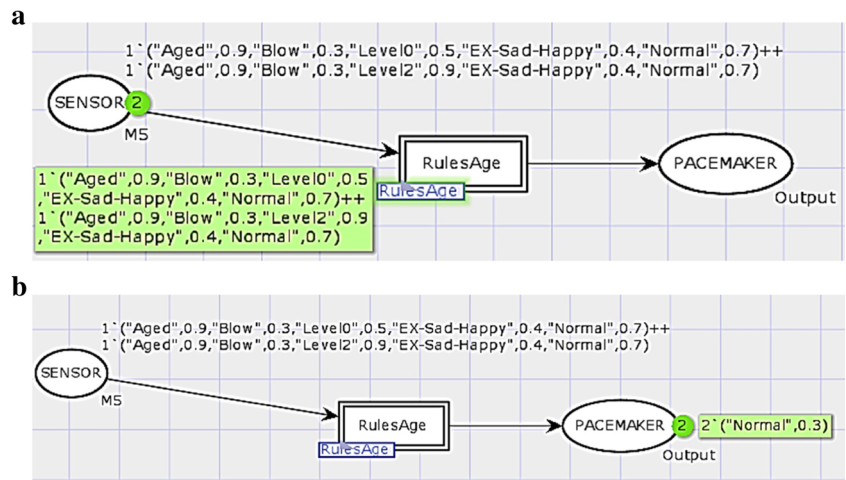 a
1`("Aged",0.9,"Blow",0.3,"Level0",0.5,"EX-Sad-Happy",0.4,"Normal",0.7)++
1`("Aged",0.9,"Blow",0.3,"Level2",0.9,"EX-Sad-Happy",0.4,"Normal",0.7)
SENSOR
2
M5
RulesAge
PACEMAKER
RulesAge
Output
1`("Aged",0.9,"Blow",0.3,"Level0",0.5
,"EX-Sad-Happy",0.4,"Normal",0.7)++
1`("Aged",0.9,"Blow",0.3,"Level2",0.9
,"EX-Sad-Happy",0.4,"Normal",0.7)
b
1`("Aged",0.9,"Blow",0.3,"Level0",0.5,"EX-Sad-Happy",0.4,"Normal",0.7)++
1`("Aged",0.9,"Blow",0.3,"Level2",0.9,"EX-Sad-Happy",0.4,"Normal",0.7)
SENSOR
M5
RulesAge
PACEMAKER
2
2`("Normal",0.3)
RulesAge
Output